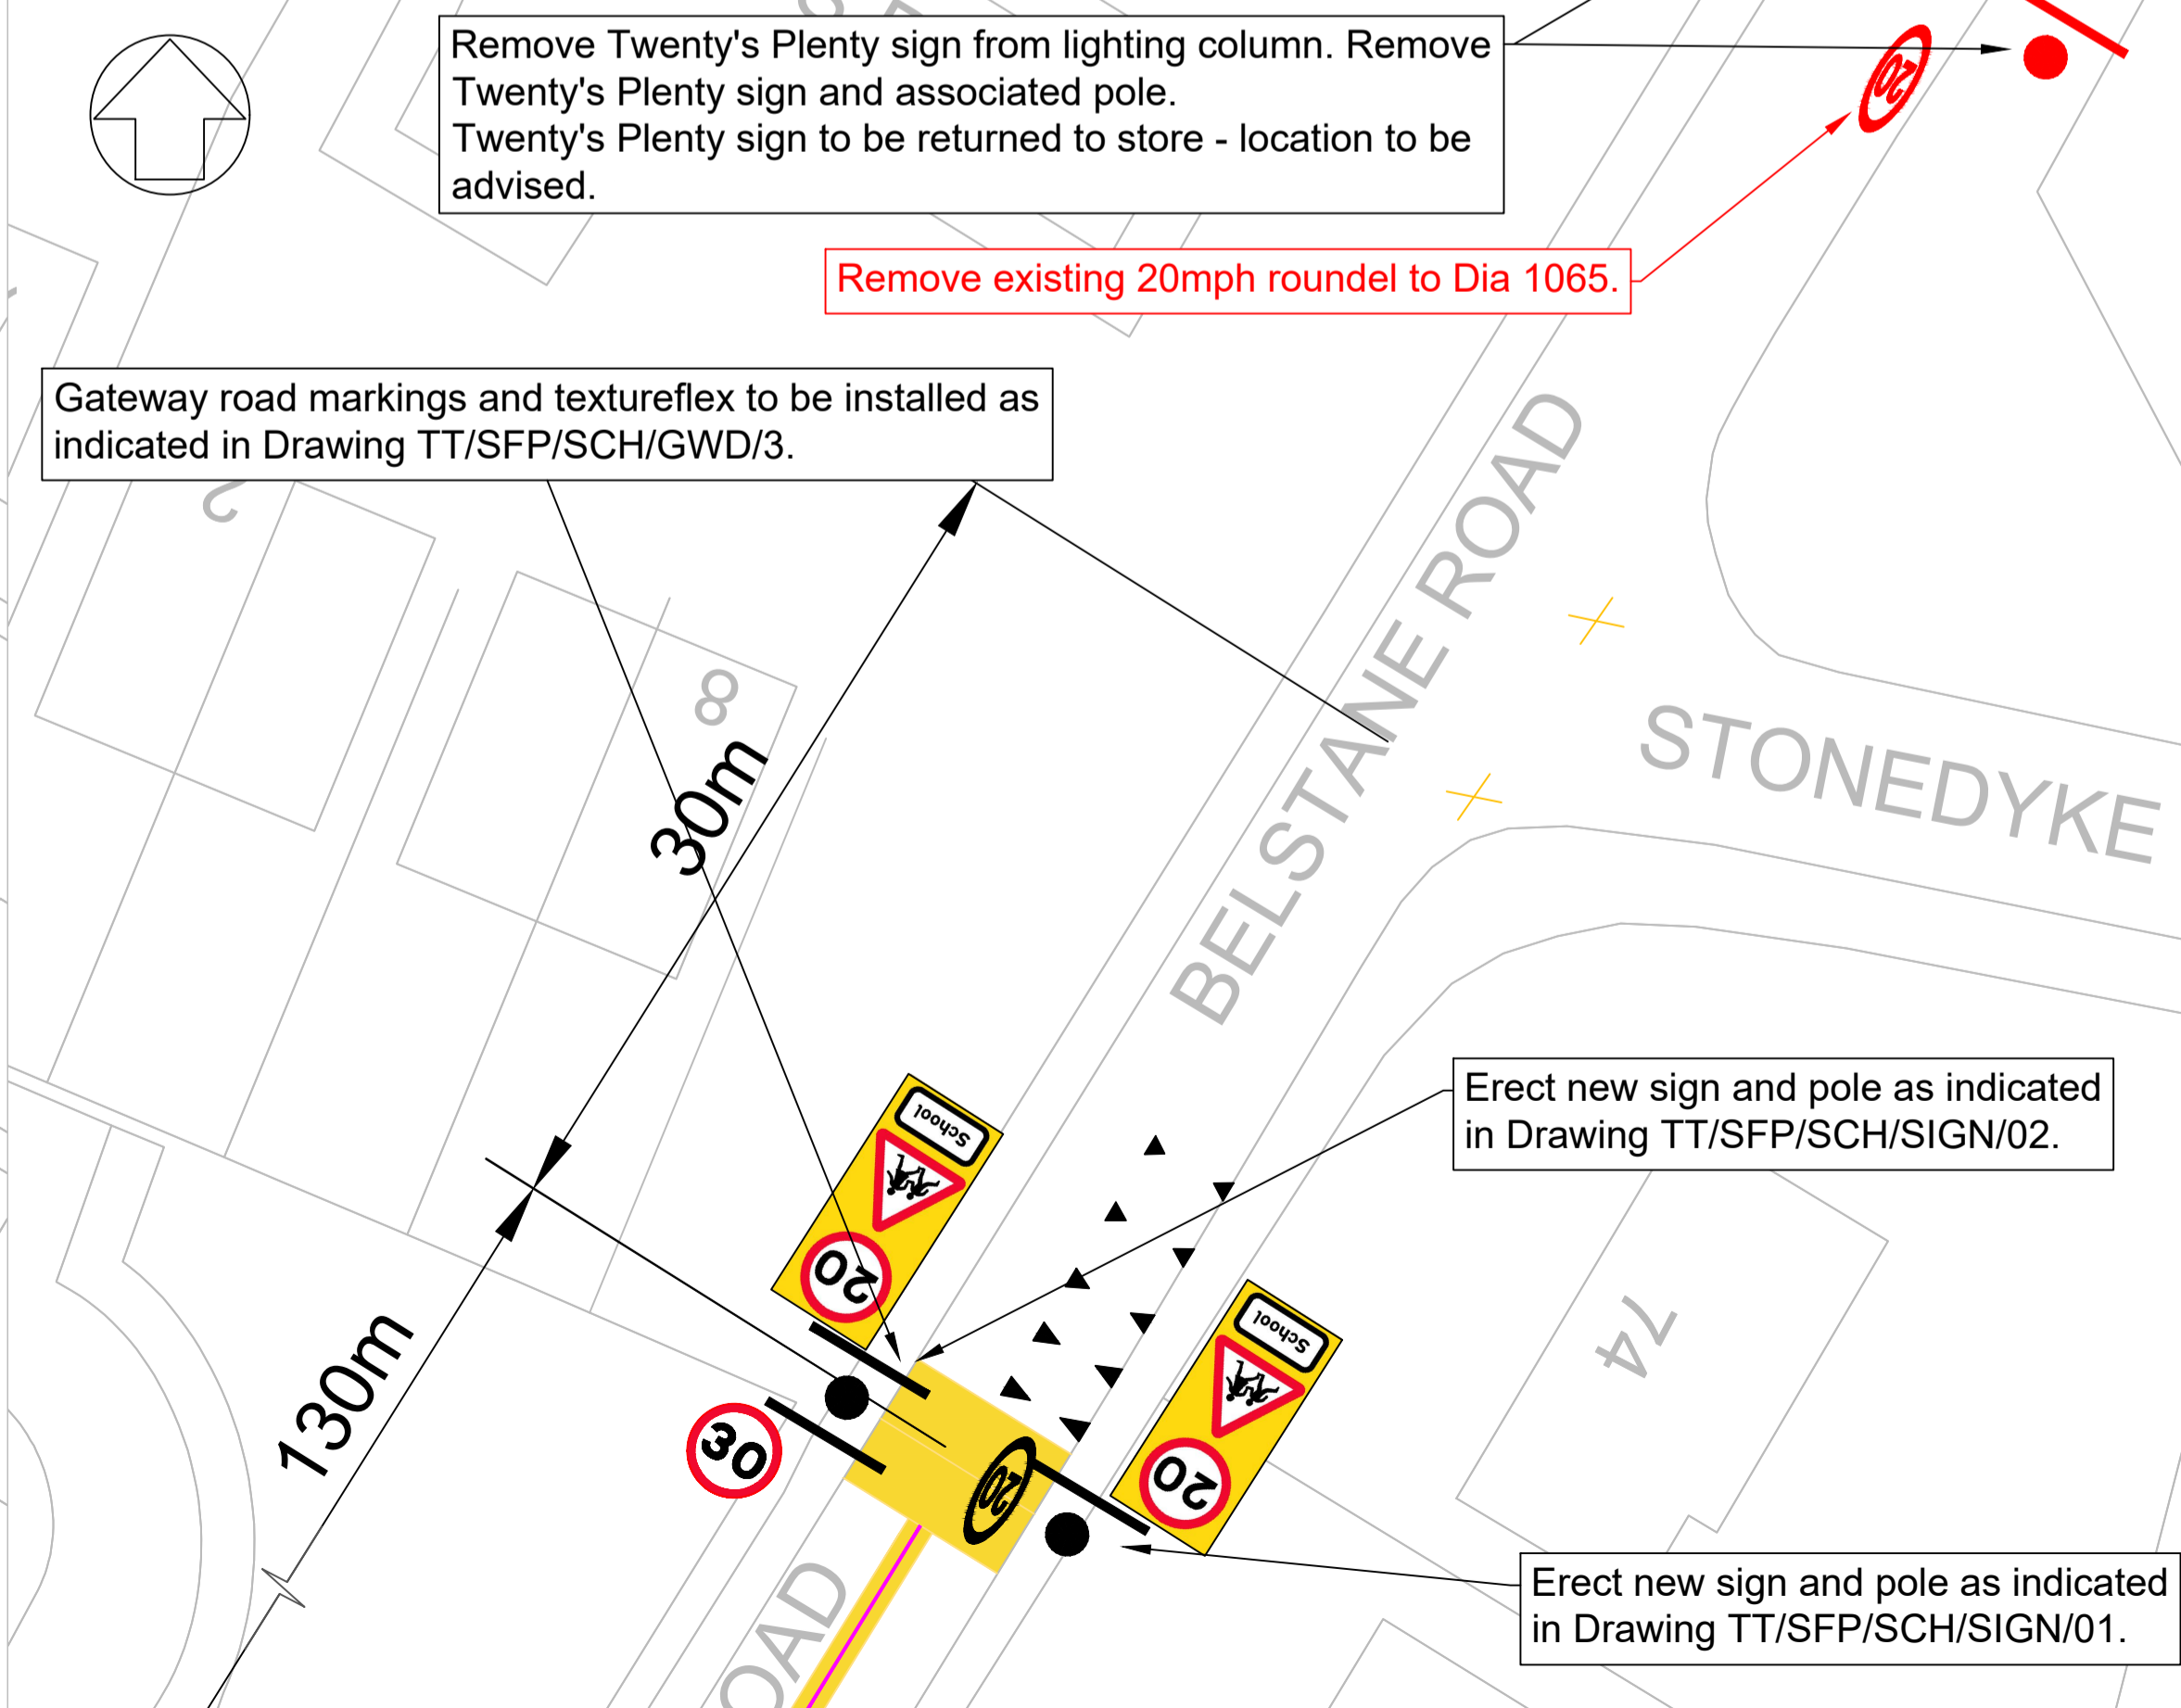 Remove Twenty's Plenty sign from lighting column. Remove
Twenty's Plenty sign and associated pole.
Twenty's Plenty sign to be returned to store - location to be
advised.
20
Remove existing 20mph roundel to Dia 1065.
Gateway road markings and textureflex to be installed as
indicated in Drawing TT/SFP/SCH/GWD/3.
2
8
30m
BELSTANE ROAD
STONEDYKE
Erect new sign and pole as indicated
in Drawing TT/SFP/SCH/SIGN/02.
School
20
School
20
74
130m
30
20
OAD
Erect new sign and pole as indicated
in Drawing TT/SFP/SCH/SIGN/01.